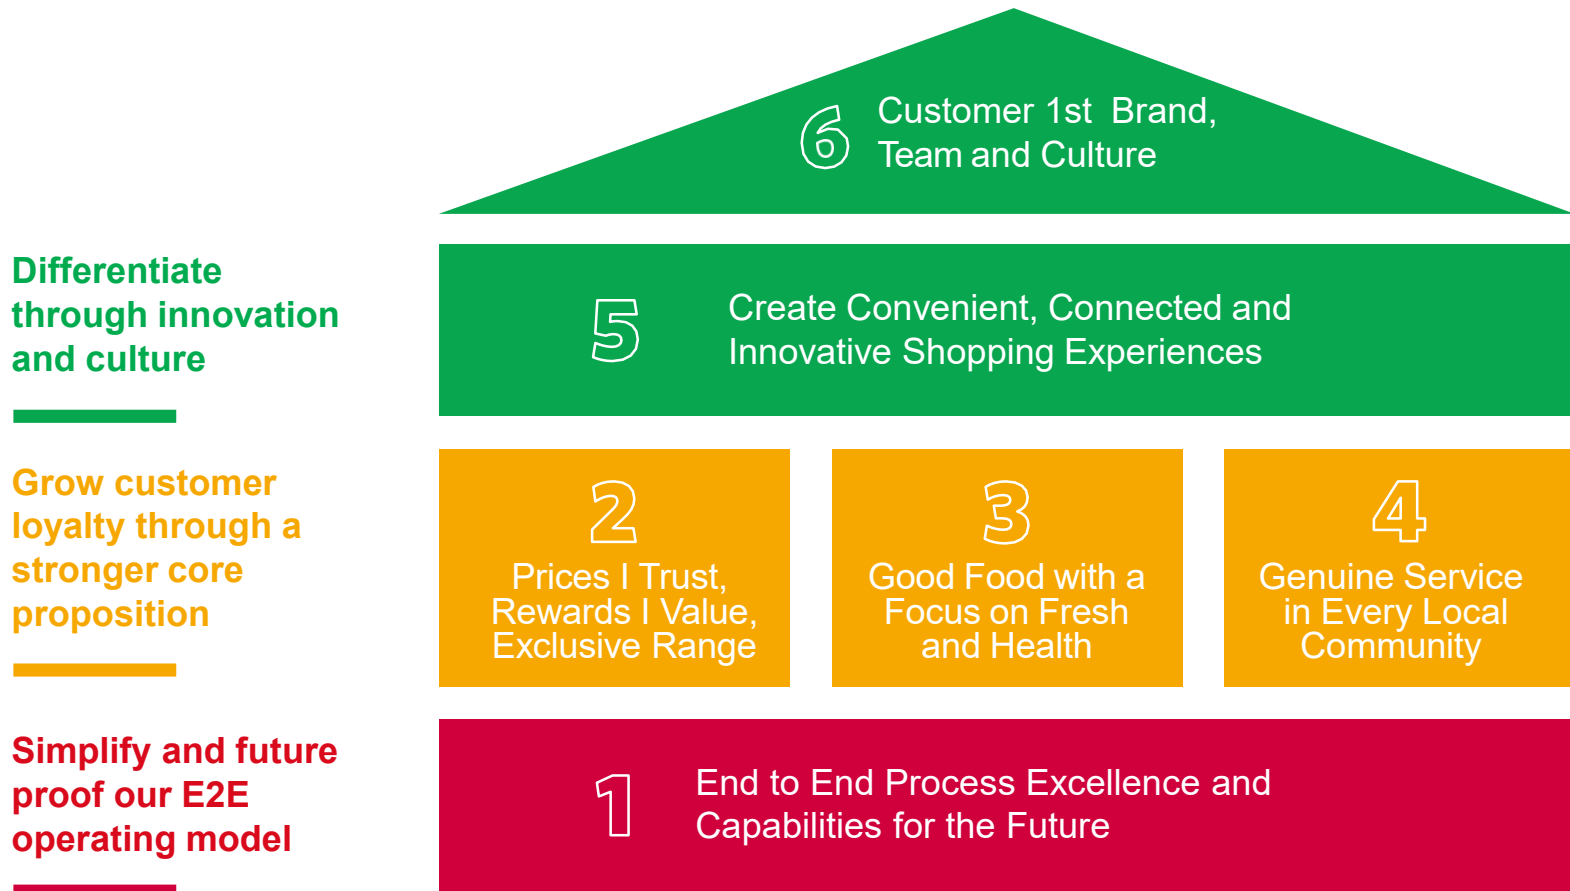 6
Customer 1st Brand,
Team and Culture
Differentiate
through innovation
and culture
5
Create Convenient, Connected and
Innovative Shopping Experiences
Grow customer
loyalty through a
stronger core
proposition
2
Prices I Trust,
Rewards I Value,
Exclusive Range
3
Good Food with a
Focus on Fresh
and Health
4
Genuine Service
in Every Local
Community
Simplify and future
proof our E2E
operating model
1
End to End Process Excellence and
Capabilities for the Future